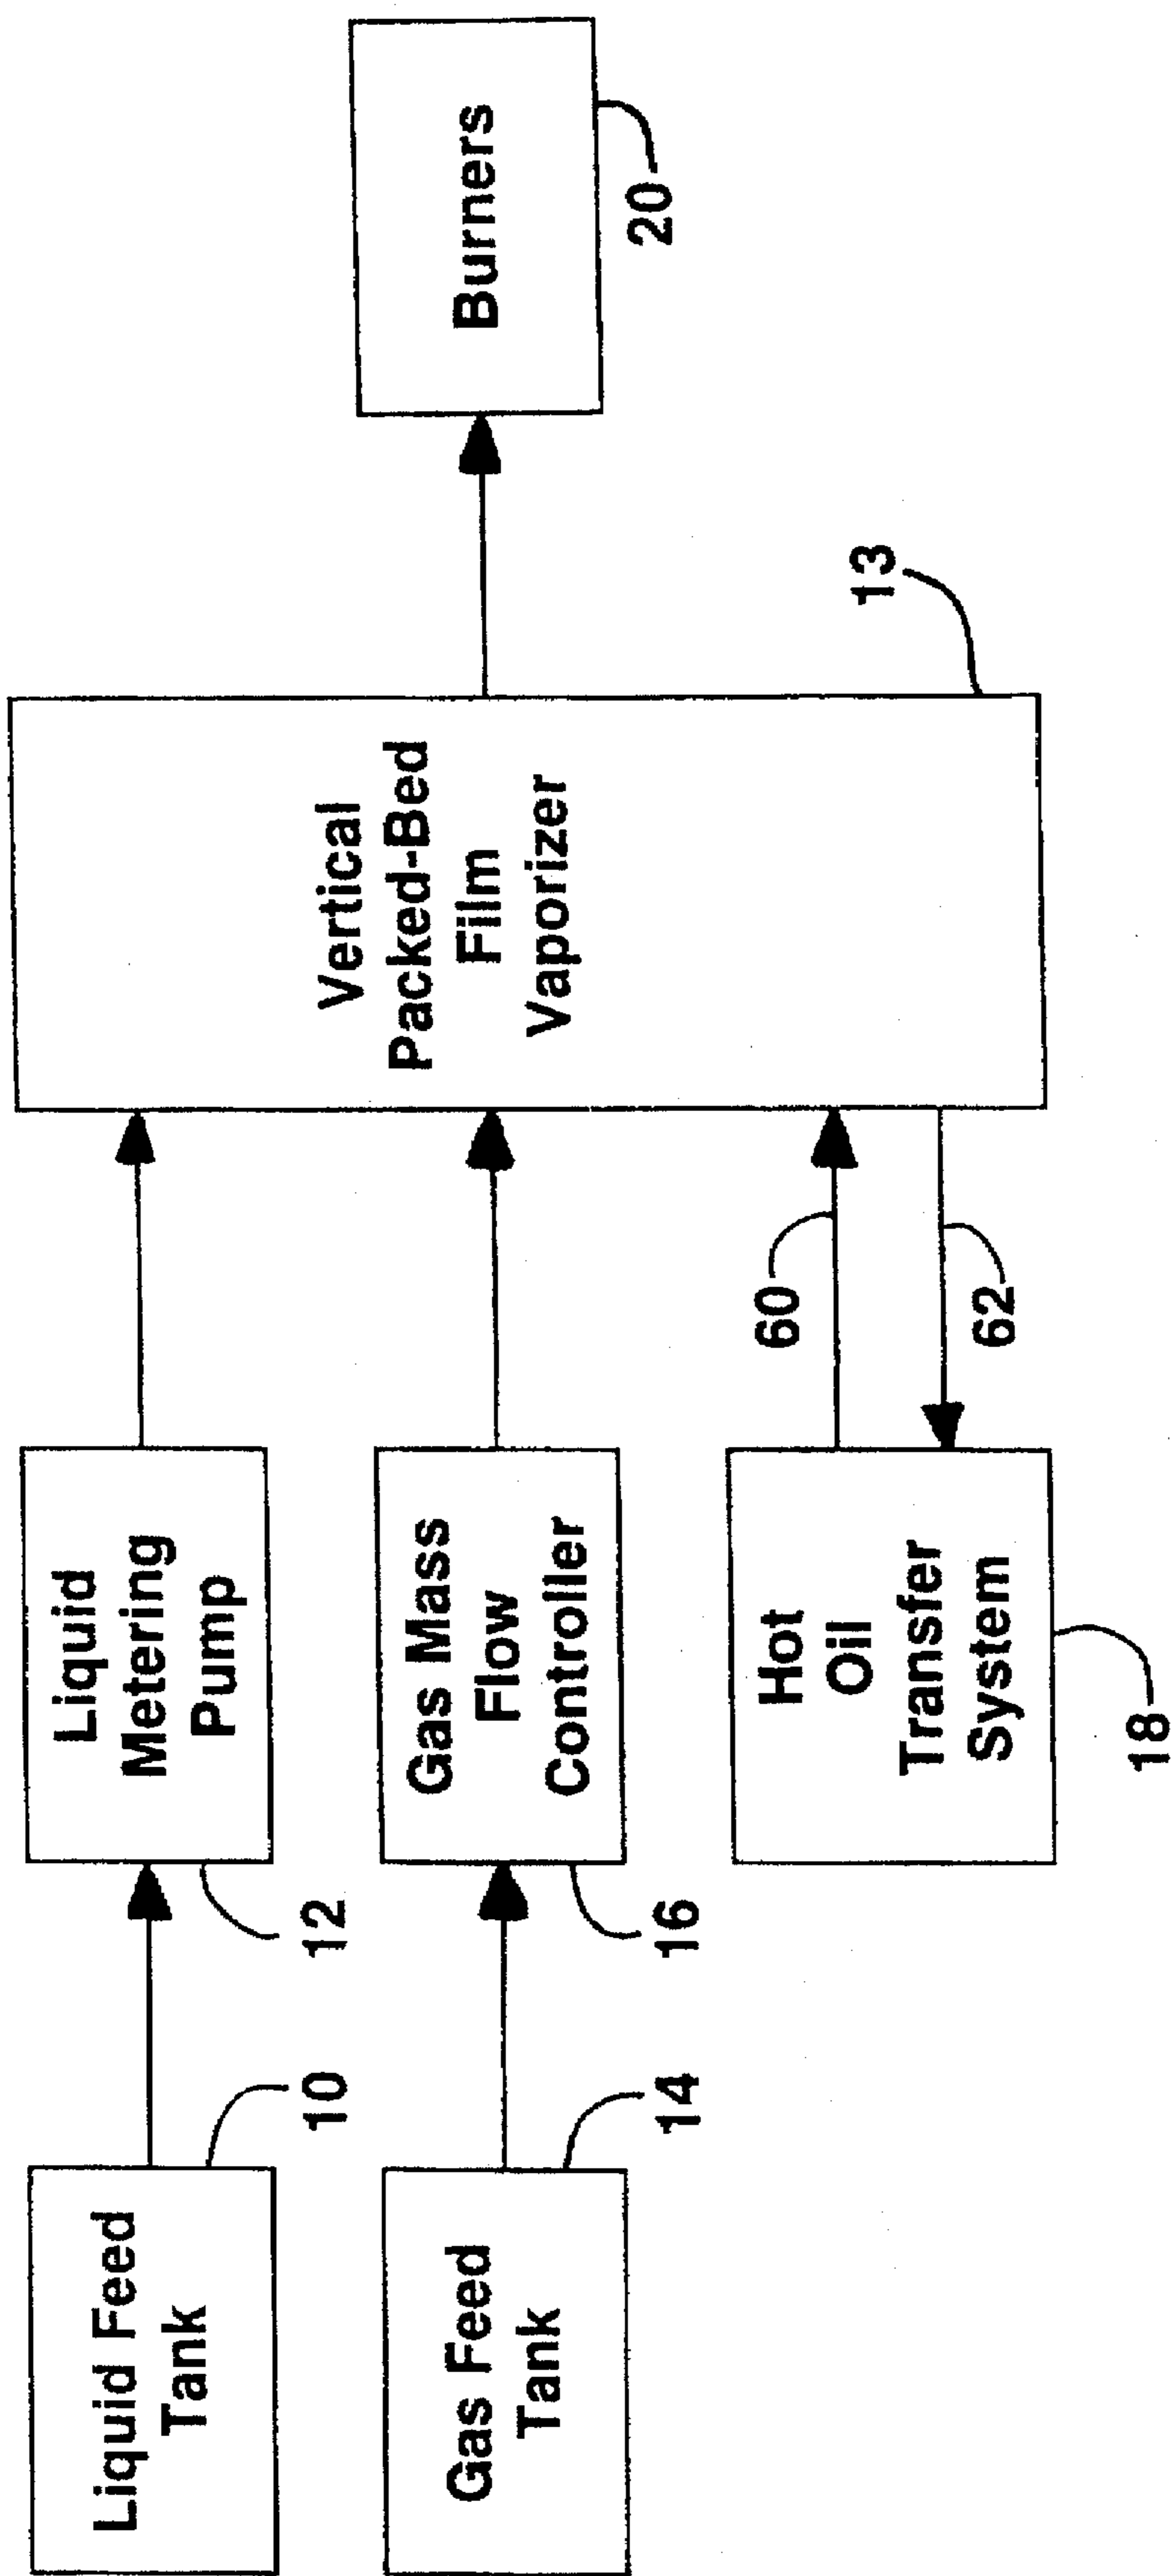 Liquid Feed
Tank
10
Liquid
Metering
Pump
12
Gas Feed
Tank
14
Gas Mass
Flow
Controller
16
Hot
Oil
Transfer
System
18
60
62
Vertical
Packed-Bed
Film
Vaporizer
13
Burners
20